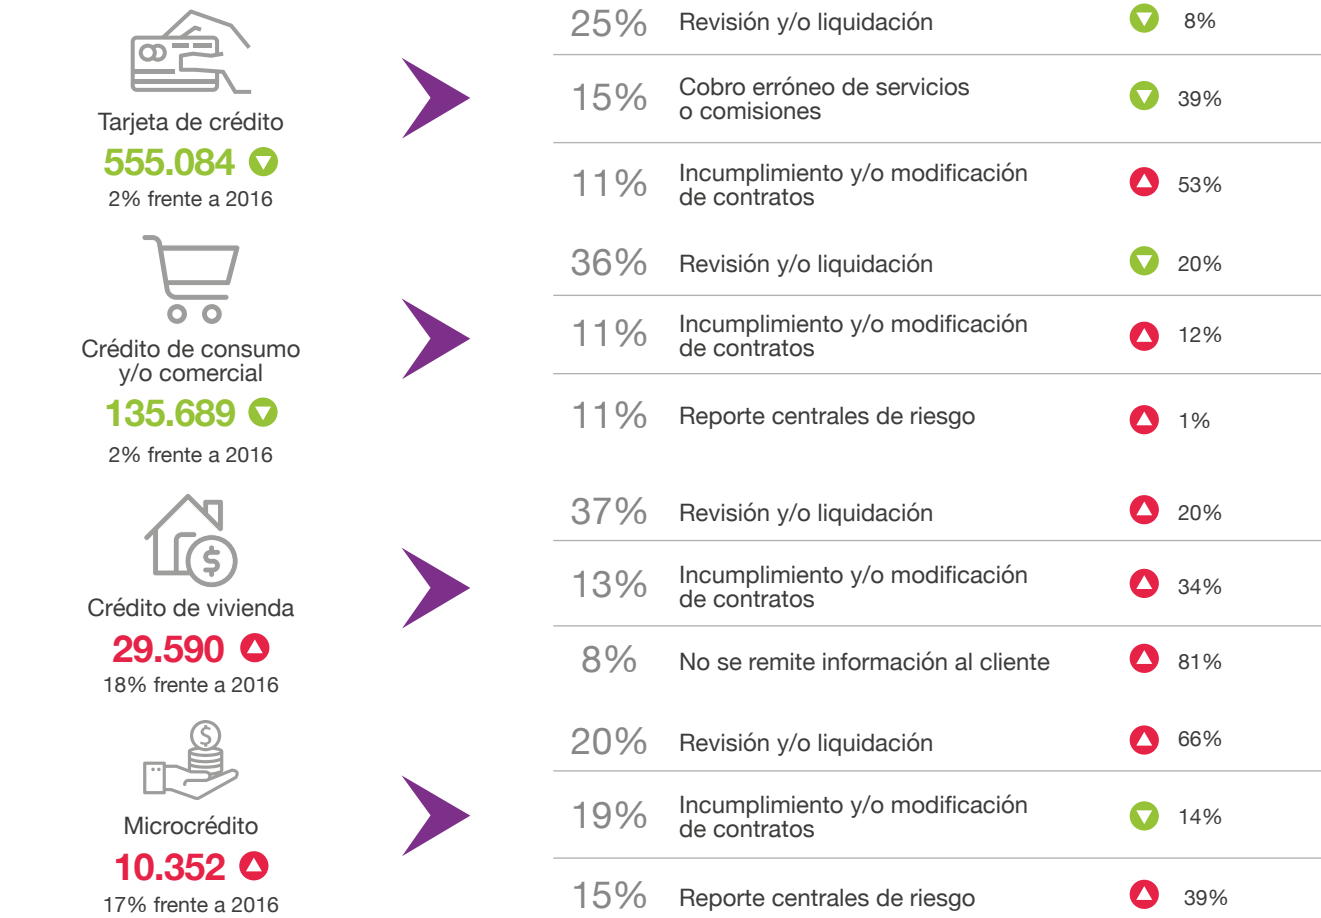 Tarjeta de crédito
555.084
2% frente a 2016
25% Revisión y/o liquidación 8%
15% Cobro erróneo de servicios
o comisiones 39%
11% Incumplimiento y/o modificación
de contratos 53%
Crédito de consumo
y/o comercial
135.689
2% frente a 2016
36% Revisión y/o liquidación 20%
11% Incumplimiento y/o modificación
de contratos 12%
11% Reporte centrales de riesgo 1%
$
Crédito de vivienda
29.590
18% frente a 2016
37% Revisión y/o liquidación 20%
13% Incumplimiento y/o modificación
de contratos 34%
8% No se remite información al cliente 81%
$
Microcrédito
10.352
17% frente a 2016
20% Revisión y/o liquidación 66%
19% Incumplimiento y/o modificación
de contratos 14%
15% Reporte centrales de riesgo 39%